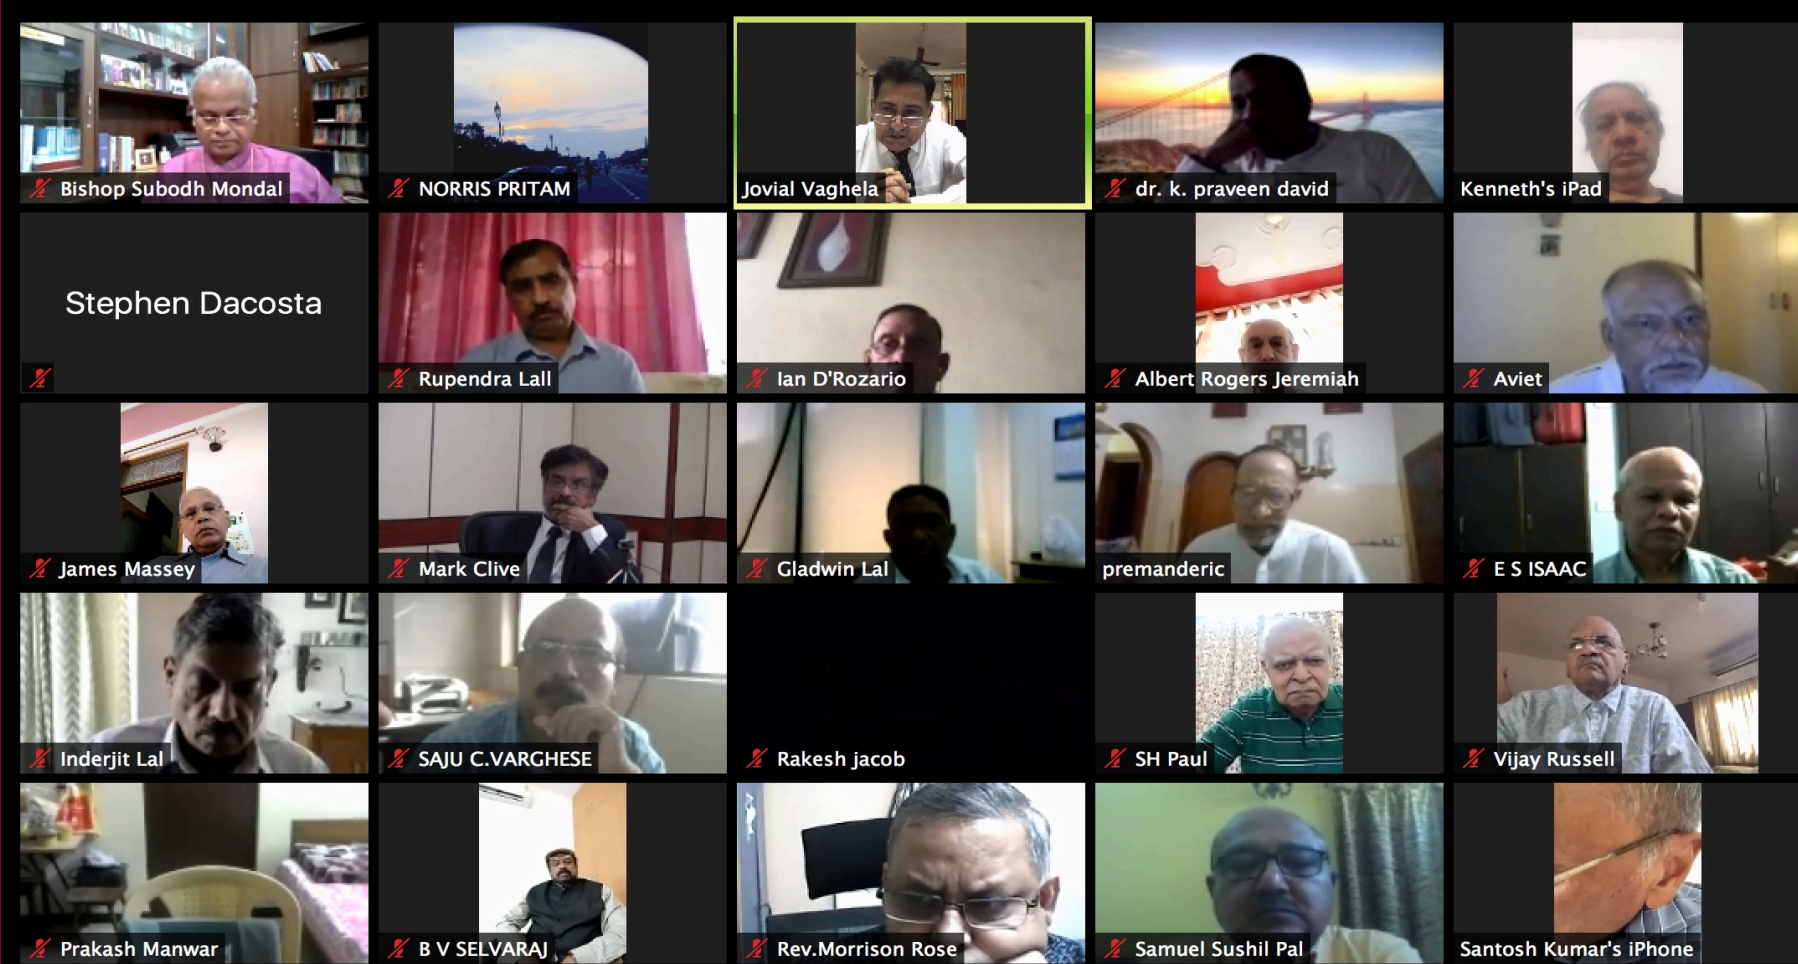 Bishop Subodh Mondal
NORRIS PRITAM
Jovial Vaghela
dr. k. praveen david
Kenneth's iPad
Stephen Dacosta
Rupendra Lall
Ian D'Rozario
Albert Rogers Jeremiah
Aviet
James Massey
Mark Clive
Gladwin Lal
premanderic
E S ISAAC
Inderjit Lal
SAJU C.VARGHESE
Rakesh jacob
SH Paul
Vijay Russell
Prakash Manwar
B V SELVARAJ
Rev.Morrison Rose
Samuel Sushil Pal
Santosh Kumar's iPhone